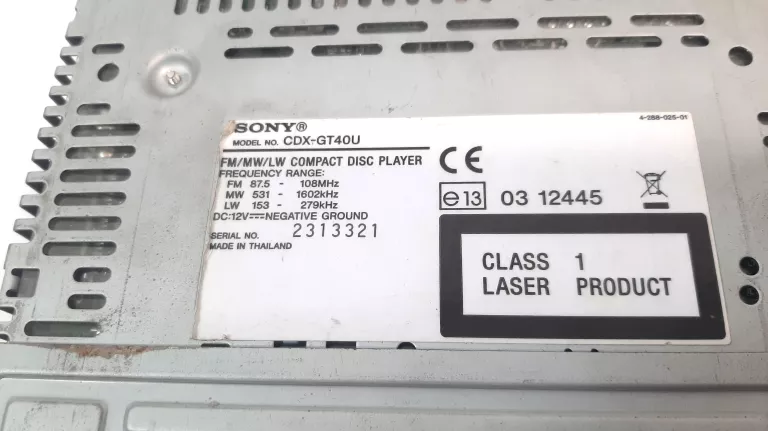 4-288-025-01
SONY®
MODEL NO. CDX-GT40U
FM/MW/LW COMPACT DISC PLAYER
FREQUENCY RANGE:
FM 87.5 - 108MHz
MW 531 - 1602kHz
LW 153 - 279kHz
DC:12V⎓NEGATIVE GROUND
SERIAL NO. 2313321
MADE IN THAILAND
CE
e13 03 12445
CLASS 1
LASER PRODUCT